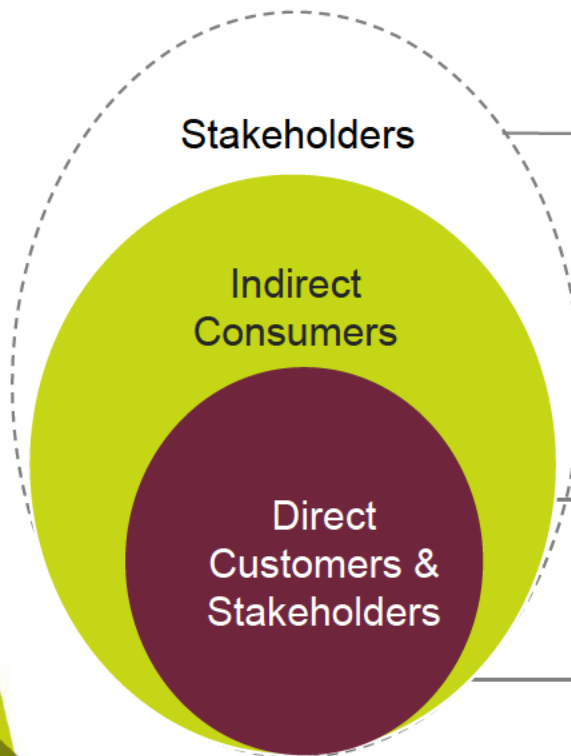 Stakeholders
Indirect
Consumers
Direct
Customers &
Stakeholders